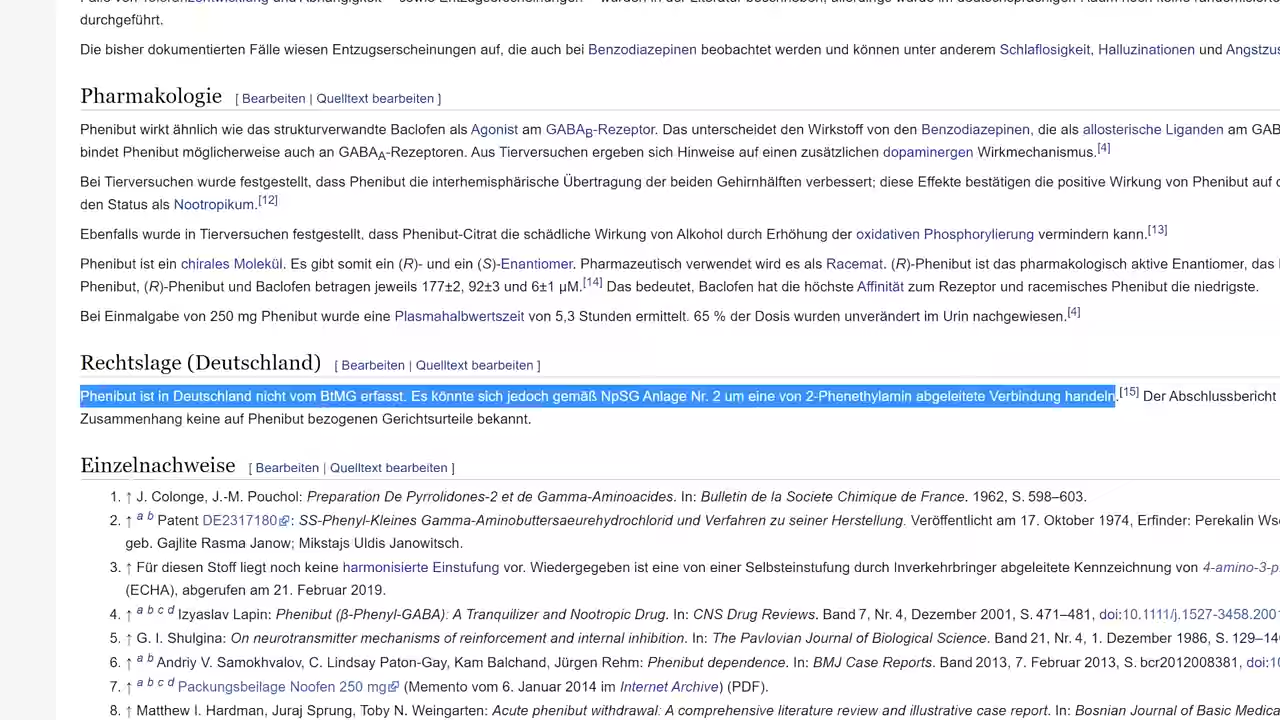 durchgeführt.
Die bisher dokumentierten Fälle wiesen Entzugserscheinungen auf, die auch bei Benzodiazepinen beobachtet werden und können unter anderem Schlaflosigkeit, Halluzinationen und
Pharmakologie [ Bearbeiten | Quelltext bearbeiten ]
Phenibut wirkt ähnlich wie das strukturverwandte Baclofen als Agonist am GABAB-Rezeptor. Das unterscheidet den Wirkstoff von den Benzodiazepinen, die als allosterische Liganden am
bindet Phenibut möglicherweise auch an GABAA-Rezeptoren. Aus Tierversuchen ergeben sich Hinweise auf einen zusätzlichen dopaminergen Wirkmechanismus.[4]
Bei Tierversuchen wurde festgestellt, dass Phenibut die interhemisphärische Übertragung der beiden Gehirnhälften verbessert; diese Effekte bestätigen die positive Wirkung von Phenibut auf
den Status als Nootropikum.[12]
Ebenfalls wurde in Tierversuchen festgestellt, dass Phenibut-Citrat die schädliche Wirkung von Alkohol durch Erhöhung der oxidativen Phosphorylierung vermindern kann.[13]
Phenibut ist ein chirales Molekül. Es gibt somit ein (R)- und ein (S)-Enantiomer. Pharmazeutisch verwendet wird es als Racemat. (R)-Phenibut ist das pharmakologisch aktive Enantiomer, das
Phenibut, (R)-Phenibut und Baclofen betragen jeweils 177±2, 92±3 und 6±1 µM.[14] Das bedeutet, Baclofen hat die höchste Affinität zum Rezeptor und racemisches Phenibut die niedrigste.
Bei Einmalgabe von 250 mg Phenibut wurde eine Plasmahalbwertszeit von 5,3 Stunden ermittelt. 65 % der Dosis wurden unverändert im Urin nachgewiesen.[4]
Rechtslage (Deutschland) [ Bearbeiten | Quelltext bearbeiten ]
Phenibut ist in Deutschland nicht vom BtMG erfasst. Es könnte sich jedoch gemäß NpSG Anlage Nr. 2 um eine von 2-Phenethylamin abgeleitete Verbindung handeln.[15] Der Abschlussbericht
Zusammenhang keine auf Phenibut bezogenen Gerichtsurteile bekannt.
Einzelnachweise [ Bearbeiten | Quelltext bearbeiten ]
1. ↑ J. Colonge, J.-M. Pouchol: Preparation De Pyrrolidones-2 et de Gamma-Aminoacides. In: Bulletin de la Societe Chimique de France. 1962, S. 598–603.
2. ↑ a b Patent DE2317180: SS-Phenyl-Kleines Gamma-Aminobuttersaeurehydrochlorid und Verfahren zu seiner Herstellung. Veröffentlicht am 17. Oktober 1974, Erfinder: Perekalin
geb. Gajlite Rasma Janow; Mikstajs Uldis Janowitsch.
3. ↑ Für diesen Stoff liegt noch keine harmonisierte Einstufung vor. Wiedergegeben ist eine von einer Selbsteinstufung durch Inverkehrbringer abgeleitete Kennzeichnung von 4-amino-3-p
(ECHA), abgerufen am 21. Februar 2019.
4. ↑ a b c d Izyaslav Lapin: Phenibut (β-Phenyl-GABA): A Tranquilizer and Nootropic Drug. In: CNS Drug Reviews. Band 7, Nr. 4, Dezember 2001, S. 471–481, doi:10.1111/j.1527-3458.200
5. ↑ G. I. Shulgina: On neurotransmitter mechanisms of reinforcement and internal inhibition. In: The Pavlovian Journal of Biological Science. Band 21, Nr. 4, 1. Dezember 1986, S. 129–
6. ↑ a b Andriy V. Samokhvalov, C. Lindsay Paton-Gay, Kam Balchand, Jürgen Rehm: Phenibut dependence. In: BMJ Case Reports. Band 2013, 7. Februar 2013, S. bcr2012008381, doi:
7. ↑ a b c d Packungsbeilage Noofen 250 mg (Memento vom 6. Januar 2014 im Internet Archive) (PDF).
8. ↑ Matthew I. Hardman, Juraj Sprung, Toby N. Weingarten: Acute phenibut withdrawal: A comprehensive literature review and illustrative case report. In: Bosnian Journal of Basic